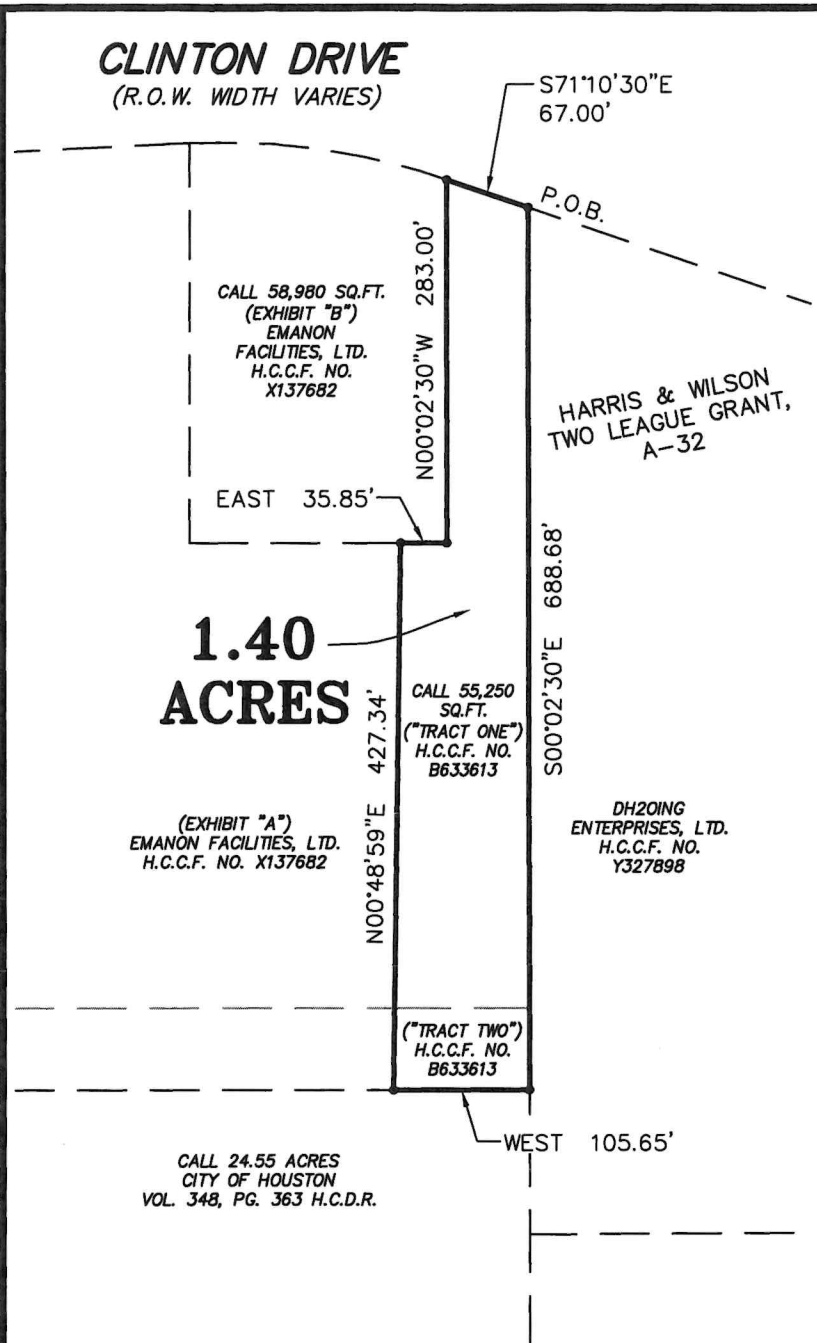 CLINTON DRIVE
(R.O.W. WIDTH VARIES)
S71°10'30"E
67.00'
P.O.B.
CALL 58,980 SQ.FT.
(EXHIBIT "B")
EMANON
FACILITIES, LTD.
H.C.C.F. NO.
X137682
N00°02'30"W 283.00'
HARRIS & WILSON
TWO LEAGUE GRANT,
A-32
EAST 35.85'
1.40
ACRES
CALL 55,250
SQ.FT.
("TRACT ONE")
H.C.C.F. NO.
B633613
S00°02'30"E 688.68'
N00°48'59"E 427.34'
(EXHIBIT "A")
EMANON FACILITIES, LTD.
H.C.C.F. NO. X137682
DH2OING
ENTERPRISES, LTD.
H.C.C.F. NO.
Y327898
("TRACT TWO")
H.C.C.F. NO.
B633613
WEST 105.65'
CALL 24.55 ACRES
CITY OF HOUSTON
VOL. 348, PG. 363 H.C.D.R.